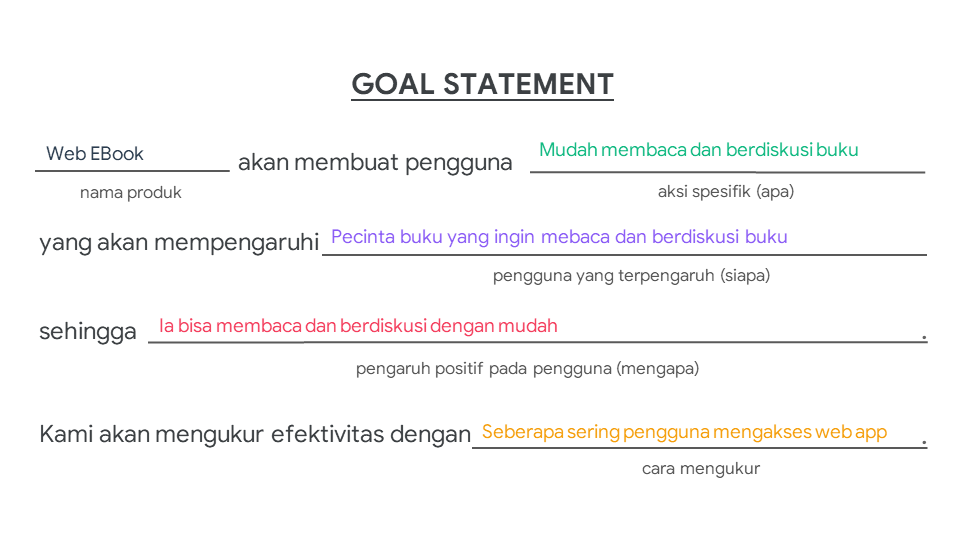 GOAL STATEMENT
Web EBook akan membuat pengguna Mudah membaca dan berdiskusi buku
nama produk aksi spesifik (apa)
yang akan mempengaruhi Pecinta buku yang ingin mebaca dan berdiskusi buku
pengguna yang terpengaruh (siapa)
sehingga Ia bisa membaca dan berdiskusi dengan mudah .
pengaruh positif pada pengguna (mengapa)
Kami akan mengukur efektivitas dengan Seberapa sering pengguna mengakses web app .
cara mengukur